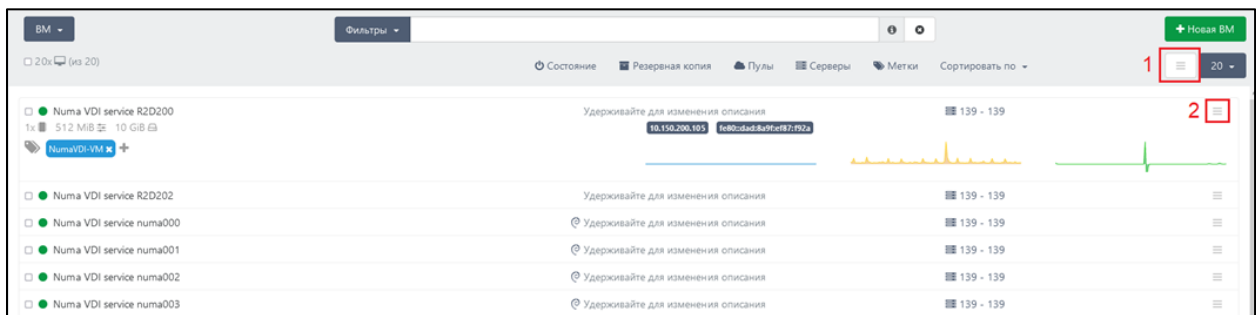 ВМ Фильтры + Новая ВМ
20x (из 20) Состояние Резервная копия Пулы Серверы Метки Сортировать по 1 20
Numa VDI service R2D200 Удерживайте для изменения описания 139 - 139 2
1x 512 MiB 10 GiB 10.150.200.105 fe80::dad:8a9f:ef87:f92a
NumaVDI-VM × +
Numa VDI service R2D202 Удерживайте для изменения описания 139 - 139
Numa VDI service numa000 Удерживайте для изменения описания 139 - 139
Numa VDI service numa001 Удерживайте для изменения описания 139 - 139
Numa VDI service numa002 Удерживайте для изменения описания 139 - 139
Numa VDI service numa003 Удерживайте для изменения описания 139 - 139